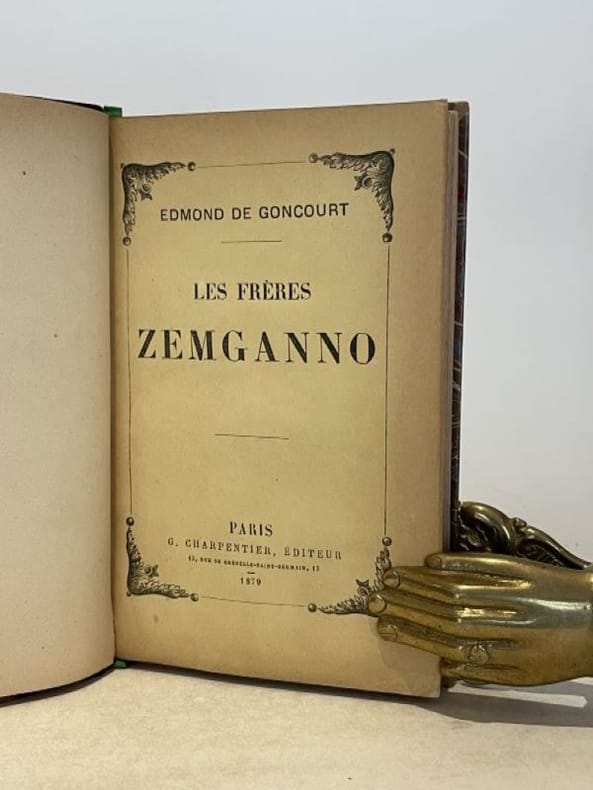 EDMOND DE GONCOURT
LES FRÈRES
ZEMGANNO
PARIS
G. CHARPENTIER, ÉDITEUR
13, RUE DE GRENELLE-SAINT-GERMAIN, 13
1879